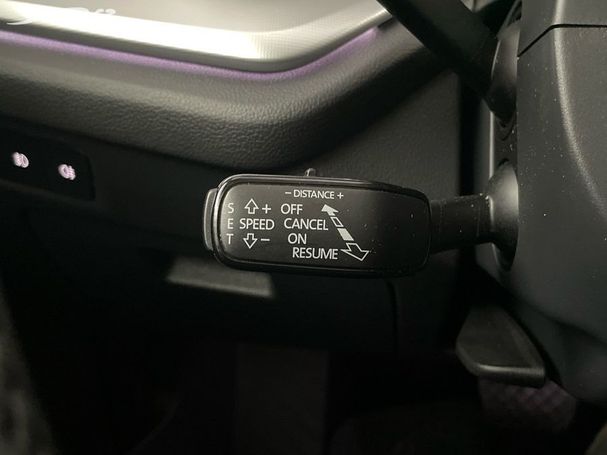 − DISTANCE +
S + OFF
E SPEED CANCEL
T − ON
RESUME